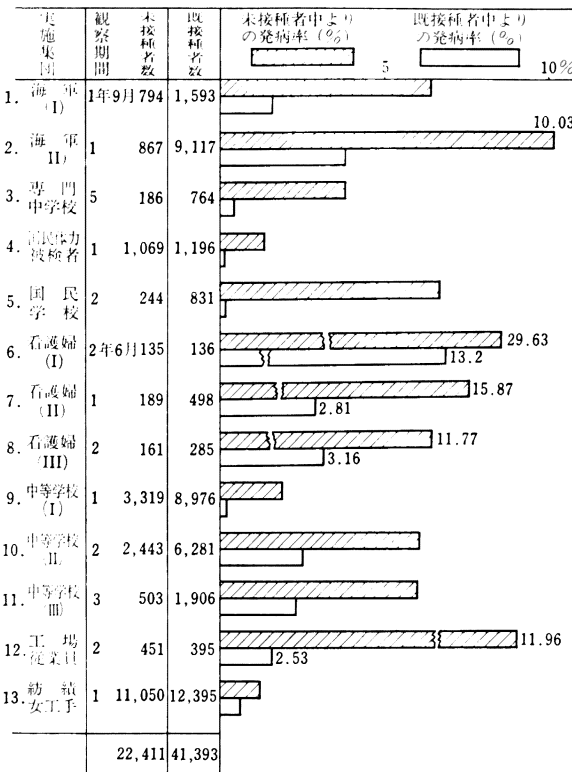 実施集団 観察期間 未接種者数 既接種者数 未接種者中よりの発病率(%) 既接種者中よりの発病率(%)
5 10%
1. 海軍(I) 1年9月 794 1,593
10.03
2. 海軍II) 1 867 9,117
3. 専門中学校 5 186 764
4. 国民体力被検者 1 1,069 1,196
5. 国民学校 2 244 831
6. 看護婦(I) 2年6月 135 136 29.63
13.2
7. 看護婦(II) 1 189 498 15.87
2.81
8. 看護婦(III) 2 161 285 11.77
3.16
9. 中等学校(I) 1 3,319 8,976
10. 中等学校(II) 2 2,443 6,281
11. 中等学校(III) 3 503 1,906
12. 工場従業員 2 451 395 11.96
2.53
13. 紡績女工手 1 11,050 12,395
22,411 41,393